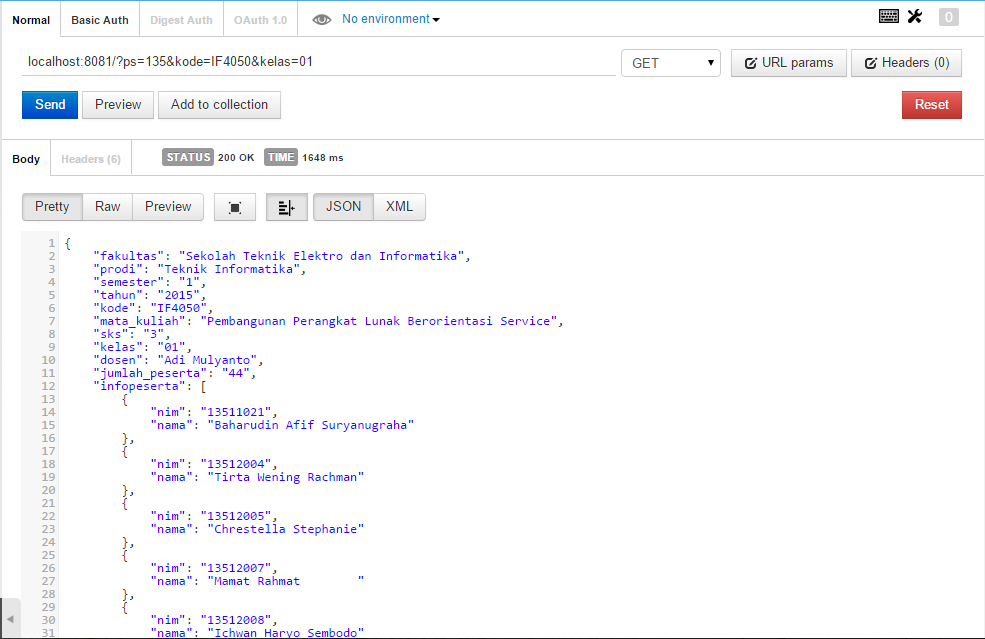 Normal Basic Auth Digest Auth OAuth 1.0 No environment 0
localhost:8081/?ps=135&kode=IF4050&kelas=01 GET URL params Headers (0)
Send Preview Add to collection Reset
Body Headers (6) STATUS 200 OK TIME 1648 ms
Pretty Raw Preview JSON XML
1 {
2 "fakultas": "Sekolah Teknik Elektro dan Informatika",
3 "prodi": "Teknik Informatika",
4 "semester": "1",
5 "tahun": "2015",
6 "kode": "IF4050",
7 "mata_kuliah": "Pembangunan Perangkat Lunak Berorientasi Service",
8 "sks": "3",
9 "kelas": "01",
10 "dosen": "Adi Mulyanto",
11 "jumlah_peserta": "44",
12 "infopeserta": [
13 {
14 "nim": "13511021",
15 "nama": "Baharudin Afif Suryanugraha"
16 },
17 {
18 "nim": "13512004",
19 "nama": "Tirta Wening Rachman"
20 },
21 {
22 "nim": "13512005",
23 "nama": "Chrestella Stephanie"
24 },
25 {
26 "nim": "13512007",
27 "nama": "Mamat Rahmat        "
28 },
29 {
30 "nim": "13512008",
31 "nama": "Ichwan Haryo Sembodo"